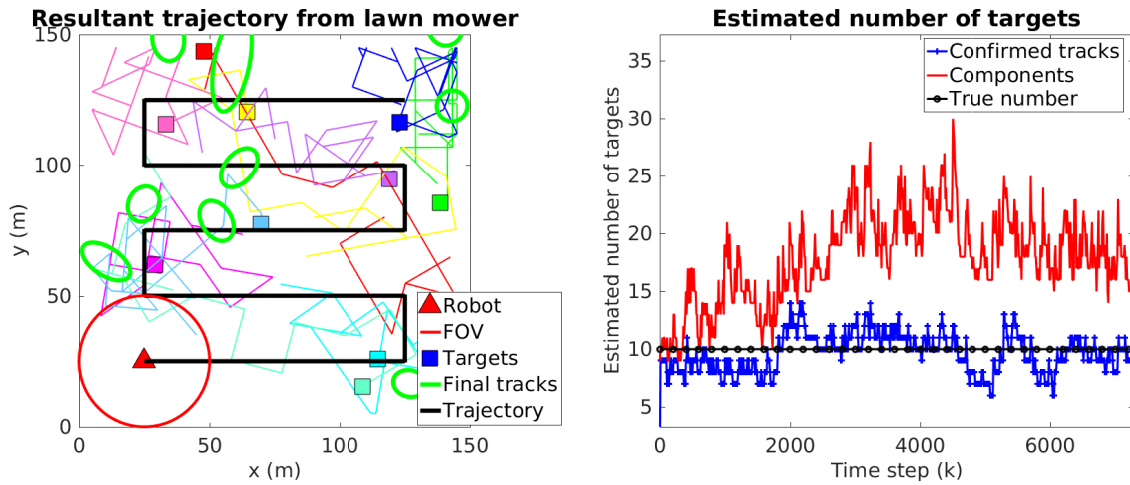 Resultant trajectory from lawn mower
150
100
50
0
y (m)
0
50
100
150
x (m)
Robot
FOV
Targets
Final tracks
Trajectory
Estimated number of targets
35
30
25
20
15
10
5
Estimated number of targets
0
2000
4000
6000
Time step (k)
Confirmed tracks
Components
True number